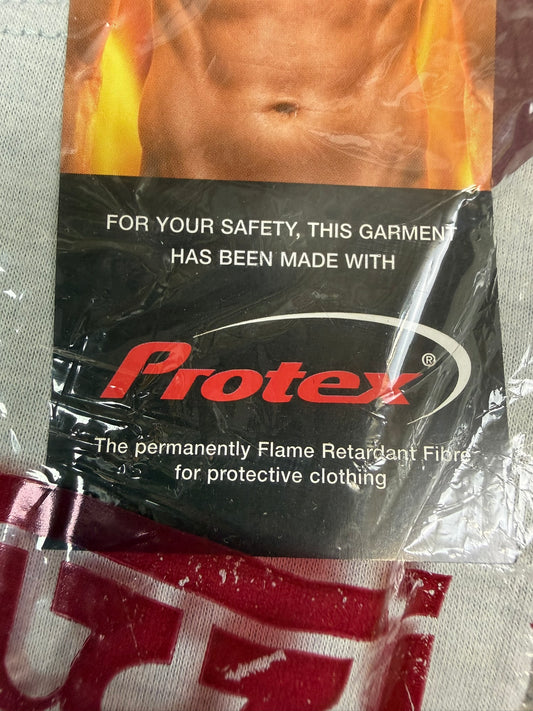 FOR YOUR SAFETY, THIS GARMENT
HAS BEEN MADE WITH
Protex®
The permanently Flame Retardant Fibre
for protective clothing